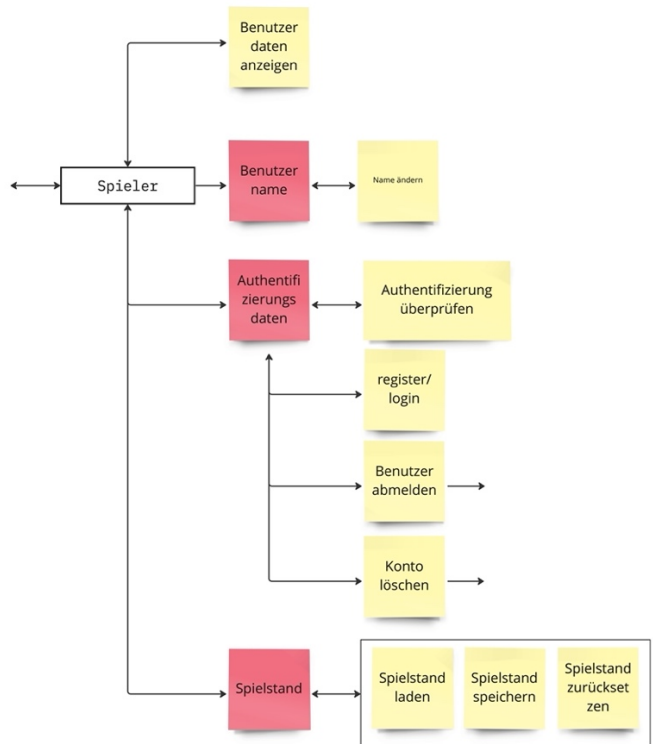 Benutzer
daten
anzeigen
Spieler
Benutzer
name
Name ändern
Authentifi
zierungs
daten
Authentifizierung
überprüfen
register/
login
Benutzer
abmelden
Konto
löschen
Spielstand
Spielstand
laden
Spielstand
speichern
Spielstand
zurückset
zen